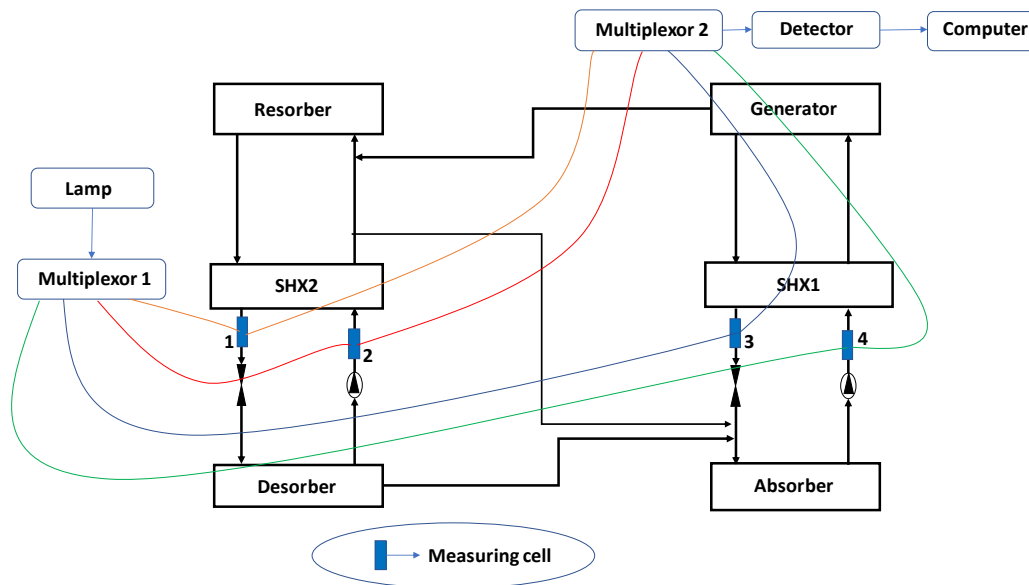 Multiplexor 2
Detector
Computer
Resorber
Generator
Lamp
Multiplexor 1
SHX2
SHX1
1
2
3
4
Desorber
Absorber
Measuring cell